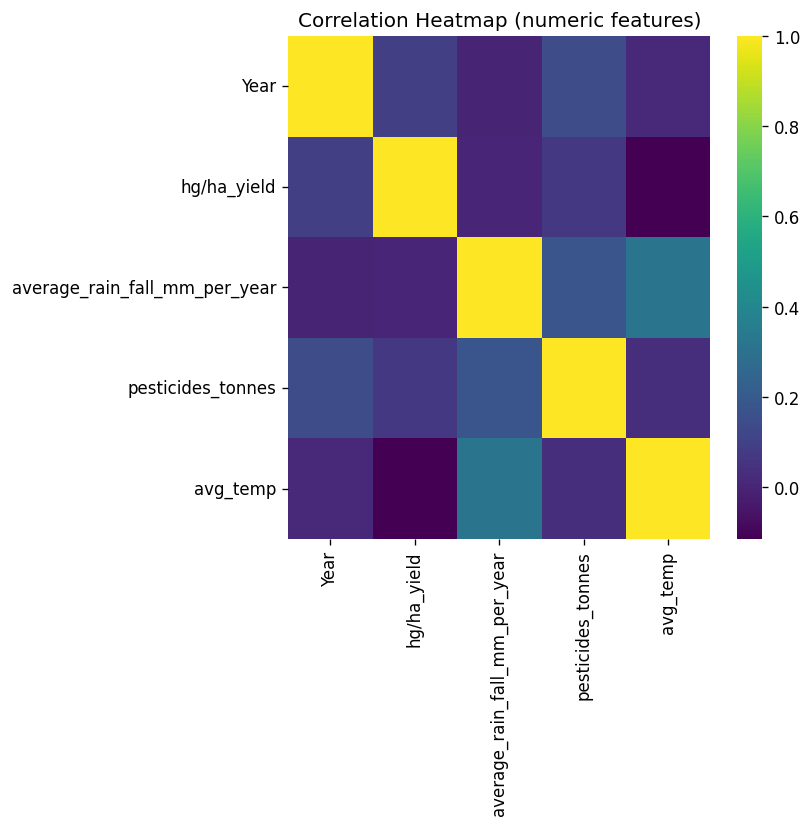 Correlation Heatmap (numeric features)
Year
hg/ha_yield
average_rain_fall_mm_per_year
pesticides_tonnes
avg_temp
Year
hg/ha_yield
average_rain_fall_mm_per_year
pesticides_tonnes
avg_temp
1.0
0.8
0.6
0.4
0.2
0.0